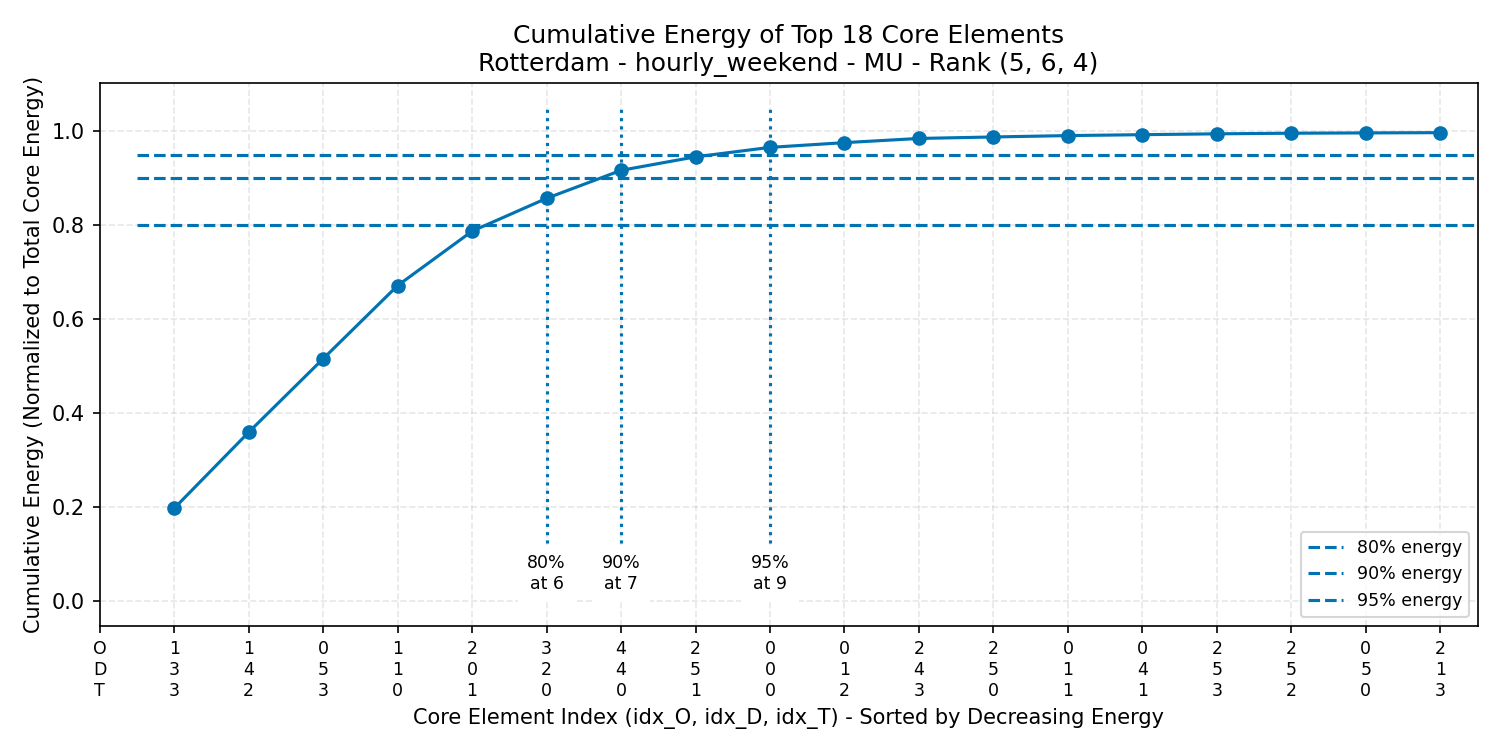 Cumulative Energy of Top 18 Core Elements
Rotterdam - hourly_weekend - MU - Rank (5, 6, 4)
Cumulative Energy (Normalized to Total Core Energy)
1.0
0.8
0.6
0.4
0.2
0.0
80% at 6
90% at 7
95% at 9
80% energy
90% energy
95% energy
O 1 1 0 1 2 3 4 2 0 0 2 2 0 0 2 2 0 2
D 3 4 5 1 0 2 4 5 0 1 4 5 1 4 5 5 5 1
T 3 2 3 0 1 0 0 1 0 2 3 0 1 1 3 2 0 3
Core Element Index (idx_O, idx_D, idx_T) - Sorted by Decreasing Energy